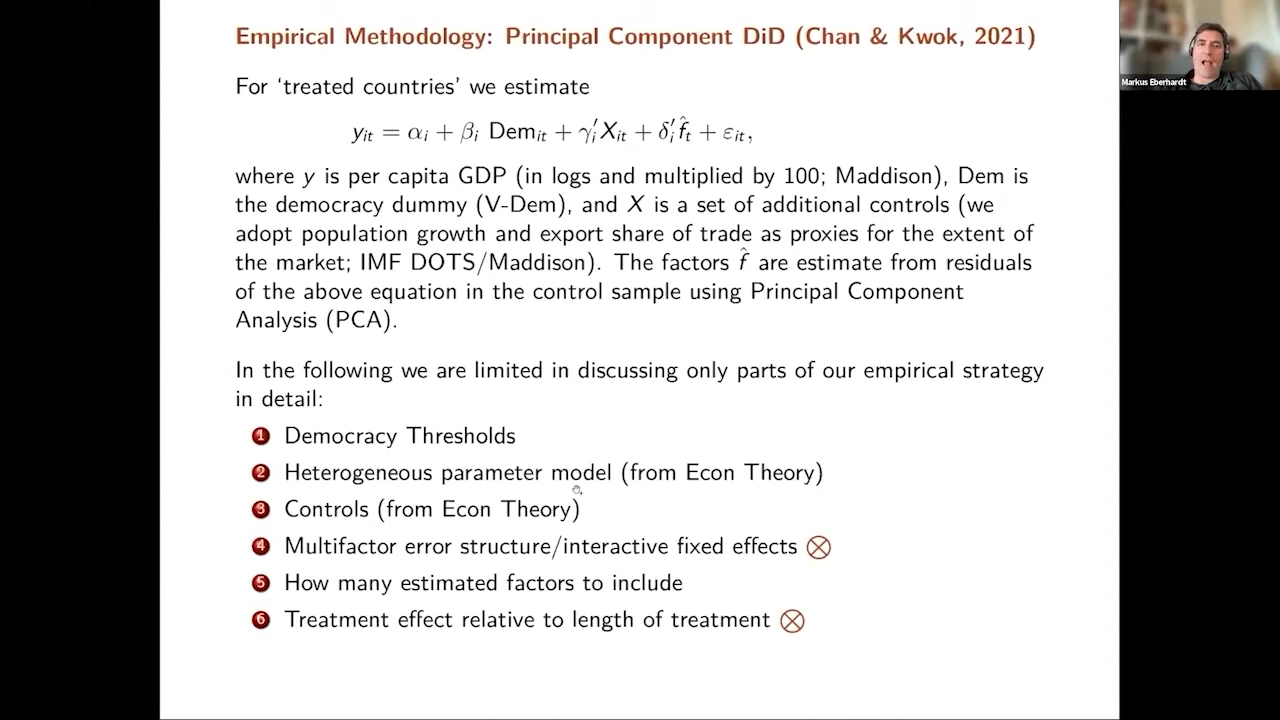 Empirical Methodology: Principal Component DiD (Chan & Kwok, 2021)
Markus Eberhardt
For ‘treated countries’ we estimate
yᵢₜ = αᵢ + βᵢ Demᵢₜ + γᵢ′Xᵢₜ + δᵢ′f̂ₜ + εᵢₜ,
where y is per capita GDP (in logs and multiplied by 100; Maddison), Dem is
the democracy dummy (V-Dem), and X is a set of additional controls (we
adopt population growth and export share of trade as proxies for the extent of
the market; IMF DOTS/Maddison). The factors f̂ are estimate from residuals
of the above equation in the control sample using Principal Component
Analysis (PCA).
In the following we are limited in discussing only parts of our empirical strategy
in detail:
1 Democracy Thresholds
2 Heterogeneous parameter model (from Econ Theory)
3 Controls (from Econ Theory)
4 Multifactor error structure/interactive fixed effects ⊗
5 How many estimated factors to include
6 Treatment effect relative to length of treatment ⊗